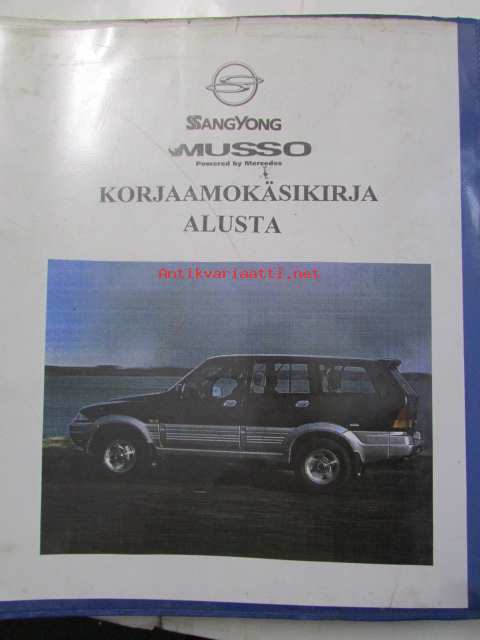 SSANGYONG
MUSSO
Powered by Mercedes
KORJAAMOKÄSIKIRJA
ALUSTA
Antikvariaatti.net